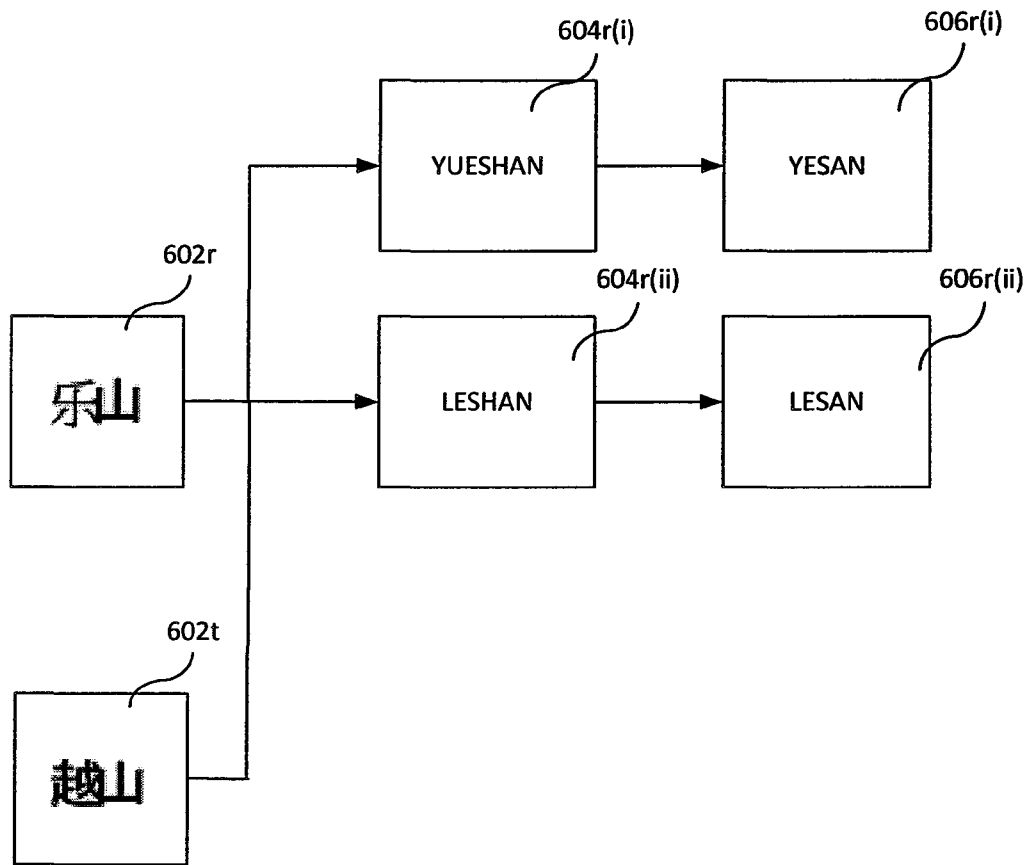 604r(i)
606r(i)
YUESHAN
YESAN
602r
604r(ii)
606r(ii)
乐山
LESHAN
LESAN
602t
越山